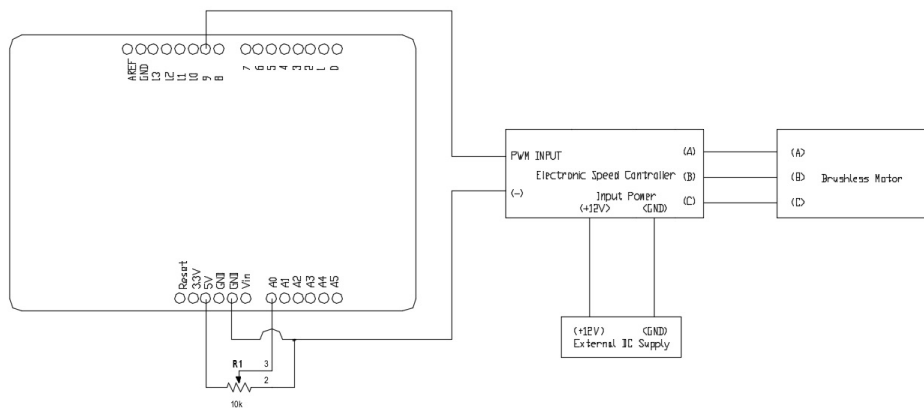 AREF
GND
13
12
11
10
9
8
7
6
5
4
3
2
1
0
PWM INPUT
(A)
Electronic Speed Controller
(B)
(-)
Input Power
(C)
(+12V)
(GND)
(A)
(B)
Brushless Motor
(C)
Reset
3.3V
5V
GND
GND
Vin
A0
A1
A2
A3
A4
A5
(+12V)
(GND)
External DC Supply
R1
3
2
10k